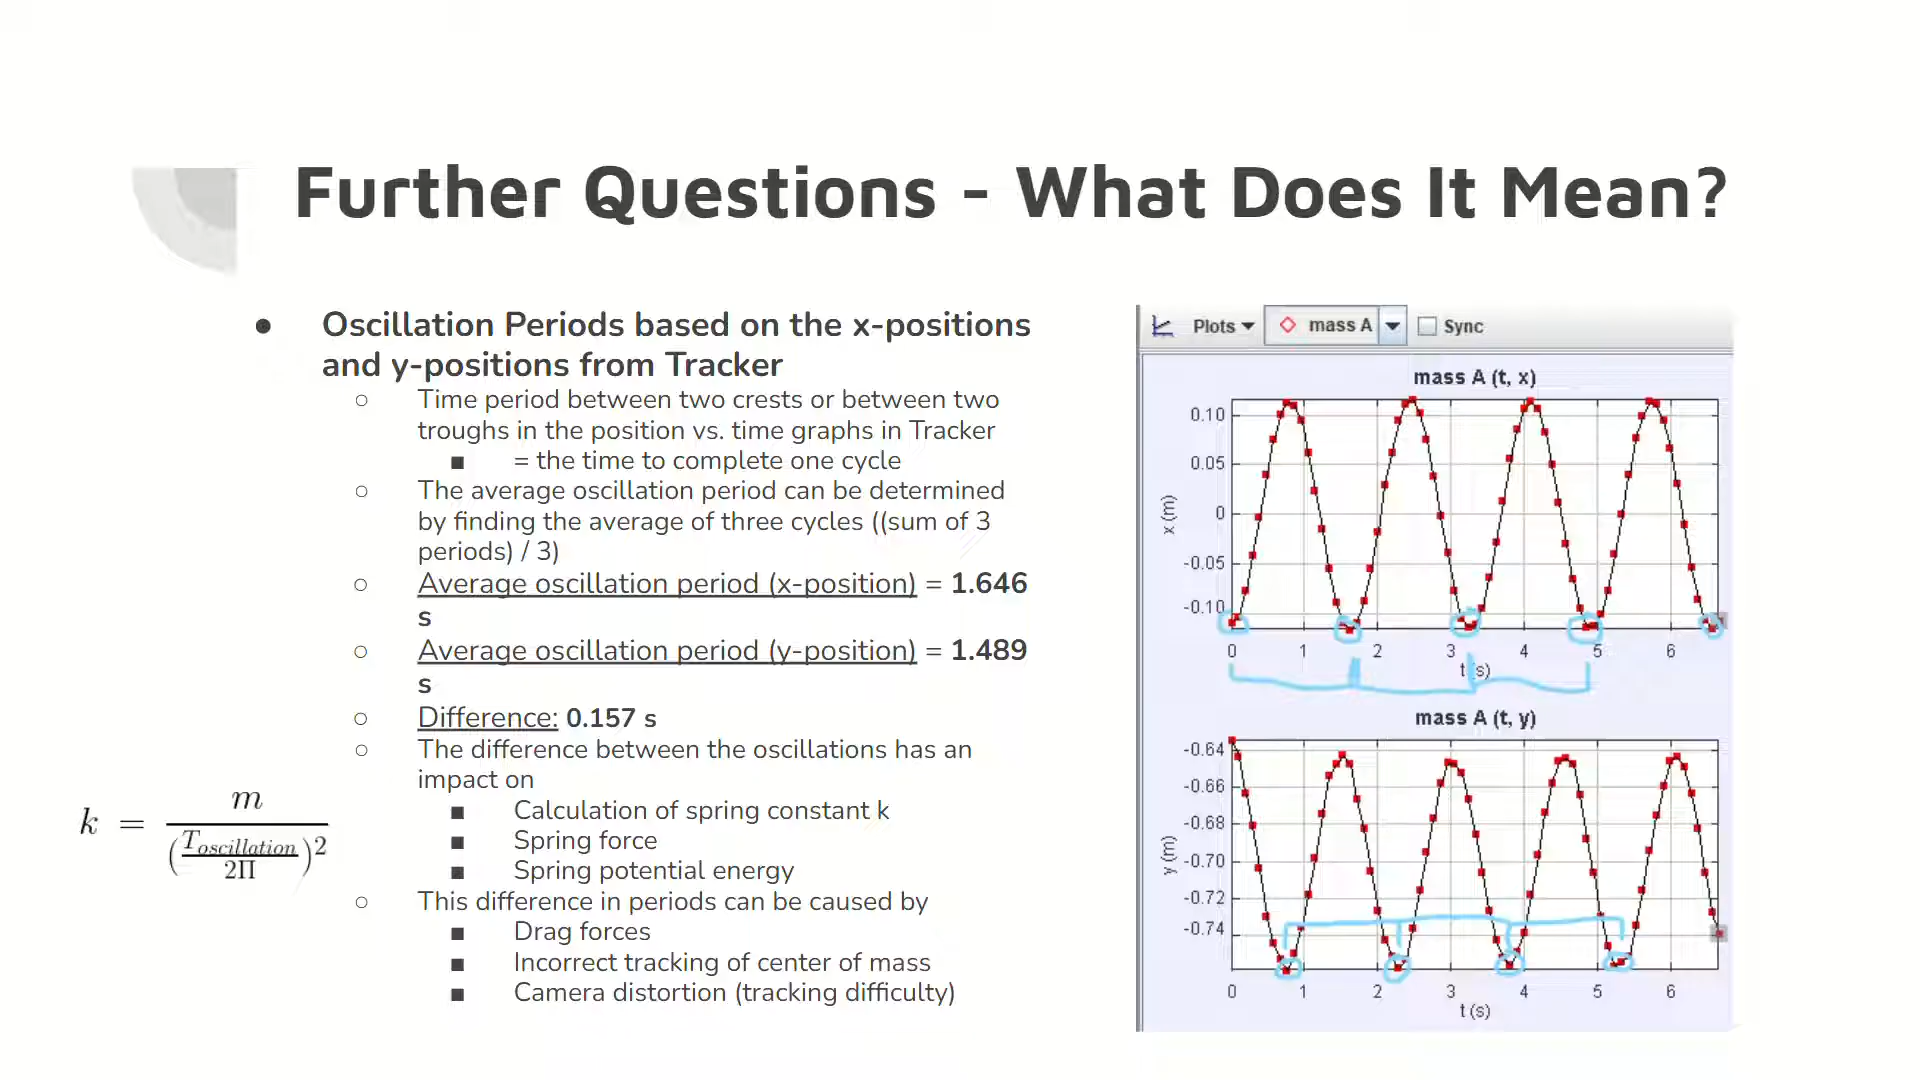 Further Questions - What Does It Mean?
● Oscillation Periods based on the x-positions
and y-positions from Tracker
○ Time period between two crests or between two
troughs in the position vs. time graphs in Tracker
■ = the time to complete one cycle
○ The average oscillation period can be determined
by finding the average of three cycles ((sum of 3
periods) / 3)
○ Average oscillation period (x-position) = 1.646
s
○ Average oscillation period (y-position) = 1.489
s
○ Difference: 0.157 s
○ The difference between the oscillations has an
impact on
■ Calculation of spring constant k
■ Spring force
■ Spring potential energy
○ This difference in periods can be caused by
■ Drag forces
■ Incorrect tracking of center of mass
■ Camera distortion (tracking difficulty)
k = m
(Toscillation
2Π)2
Plots mass A Sync
mass A (t, x)
0.10
0.05
0
-0.05
-0.10
x (m)
0 1 2 3 4 5 6
t (s)
mass A (t, y)
-0.64
-0.66
-0.68
-0.70
-0.72
-0.74
y (m)
0 1 2 3 4 5 6
t (s)